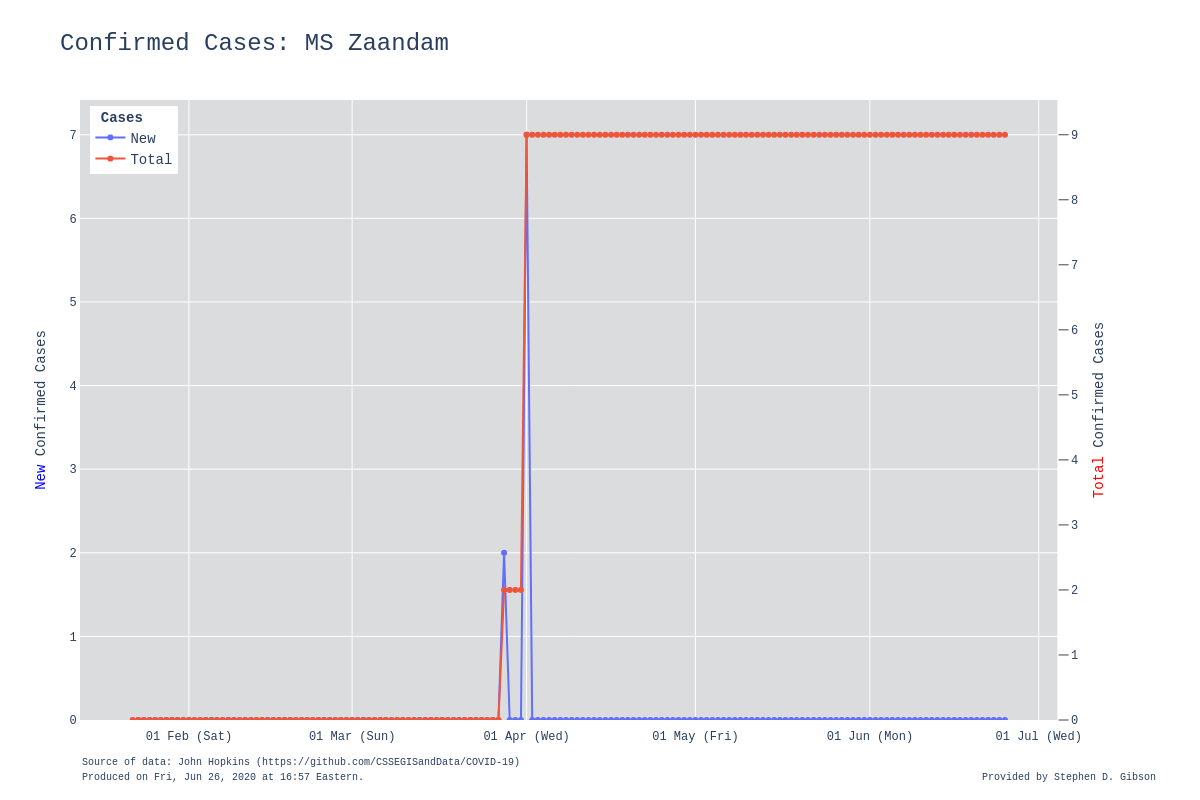 Confirmed Cases: MS Zaandam
Cases
New
Total
7
6
5
4
3
2
1
0
9
8
7
6
5
4
3
2
1
0
New Confirmed Cases
Total Confirmed Cases
01 Feb (Sat)
01 Mar (Sun)
01 Apr (Wed)
01 May (Fri)
01 Jun (Mon)
01 Jul (Wed)
Source of data: John Hopkins (https://github.com/CSSEGISandData/COVID-19)
Produced on Fri, Jun 26, 2020 at 16:57 Eastern.
Provided by Stephen D. Gibson